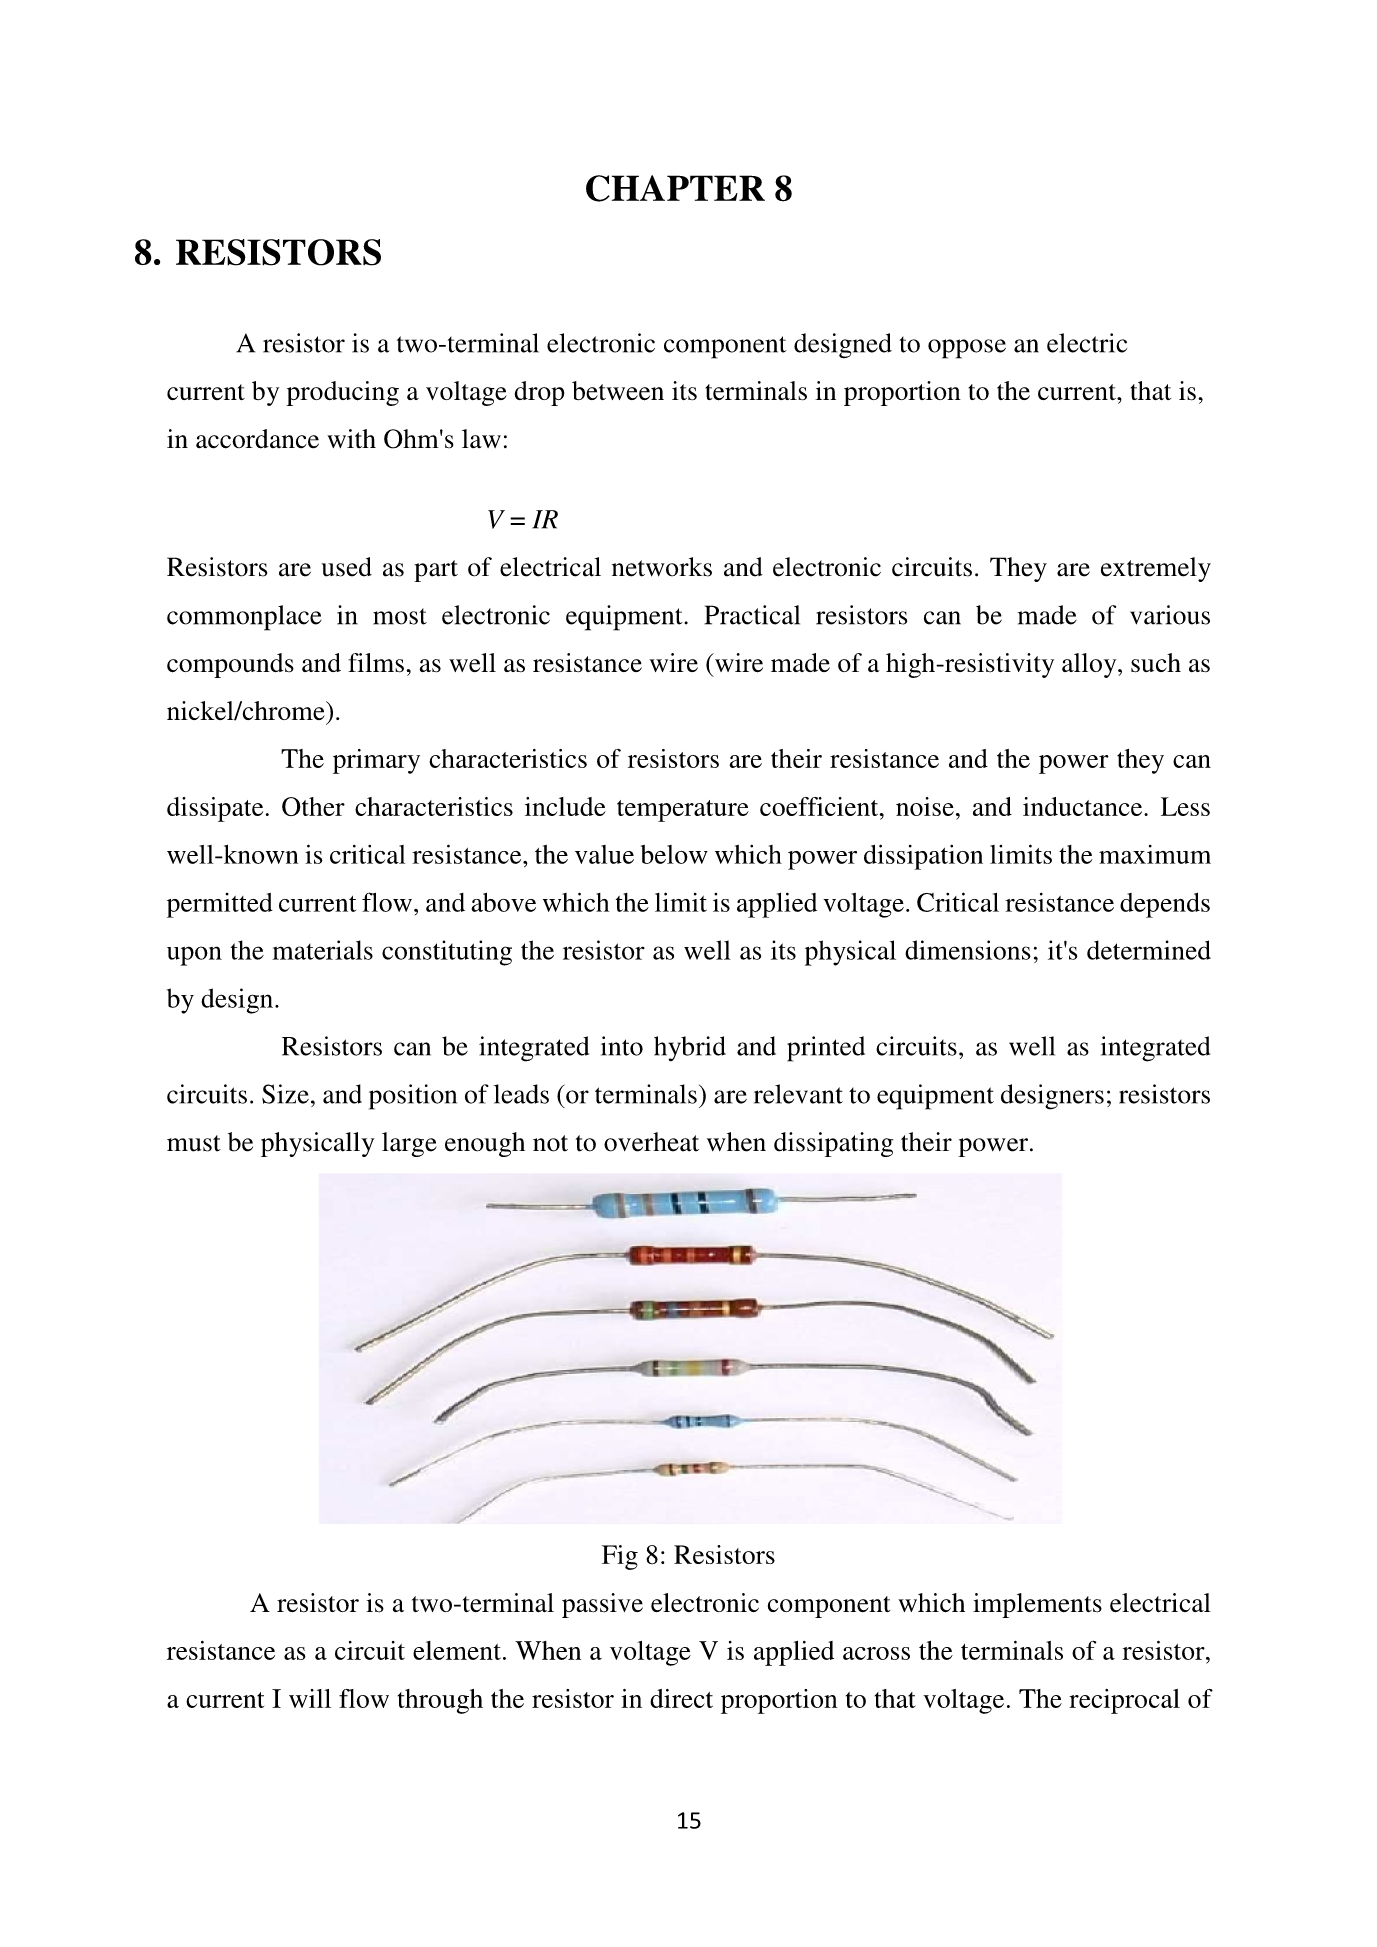 CHAPTER 8
8. RESISTORS
A resistor is a two-terminal electronic component designed to oppose an electric
current by producing a voltage drop between its terminals in proportion to the current, that is,
in accordance with Ohm's law:
V = IR
Resistors are used as part of electrical networks and electronic circuits. They are extremely
commonplace in most electronic equipment. Practical resistors can be made of various
compounds and films, as well as resistance wire (wire made of a high-resistivity alloy, such as
nickel/chrome).
The primary characteristics of resistors are their resistance and the power they can
dissipate. Other characteristics include temperature coefficient, noise, and inductance. Less
well-known is critical resistance, the value below which power dissipation limits the maximum
permitted current flow, and above which the limit is applied voltage. Critical resistance depends
upon the materials constituting the resistor as well as its physical dimensions; it's determined
by design.
Resistors can be integrated into hybrid and printed circuits, as well as integrated
circuits. Size, and position of leads (or terminals) are relevant to equipment designers; resistors
must be physically large enough not to overheat when dissipating their power.
Fig 8: Resistors
A resistor is a two-terminal passive electronic component which implements electrical
resistance as a circuit element. When a voltage V is applied across the terminals of a resistor,
a current I will flow through the resistor in direct proportion to that voltage. The reciprocal of
15